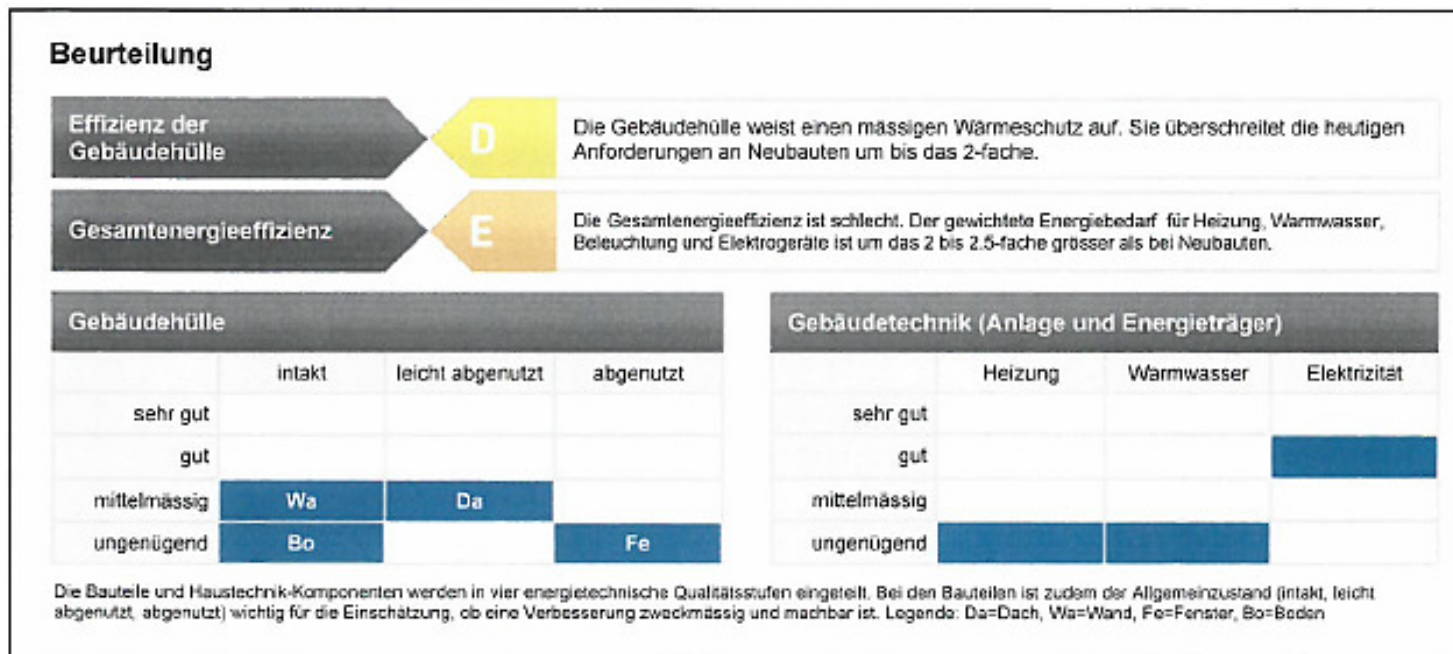 Beurteilung
Effizienz der
Gebäudehülle
D
Die Gebäudehülle weist einen mässigen Wärmeschutz auf. Sie überschreitet die heutigen
Anforderungen an Neubauten um bis das 2-fache.
Gesamtenergieeffizienz
E
Die Gesamtenergieeffizienz ist schlecht. Der gewichtete Energiebedarf für Heizung, Warmwasser,
Beleuchtung und Elektrogeräte ist um das 2 bis 2.5-fache grösser als bei Neubauten.
Gebäudehülle
intakt leicht abgenutzt abgenutzt
sehr gut
gut
mittelmässig Wa Da
ungenügend Bo Fe
Gebäudetechnik (Anlage und Energieträger)
Heizung Warmwasser Elektrizität
sehr gut
gut
mittelmässig
ungenügend
Die Bauteile und Haustechnik-Komponenten werden in vier energietechnische Qualitätsstufen eingeteilt. Bei den Bauteilen ist zudem der Allgemeinzustand (intakt, leicht
abgenutzt, abgenutzt) wichtig für die Einschätzung, ob eine Verbesserung zweckmässig und machbar ist. Legende: Da=Dach, Wa=Wand, Fe=Fenster, Bo=Boden